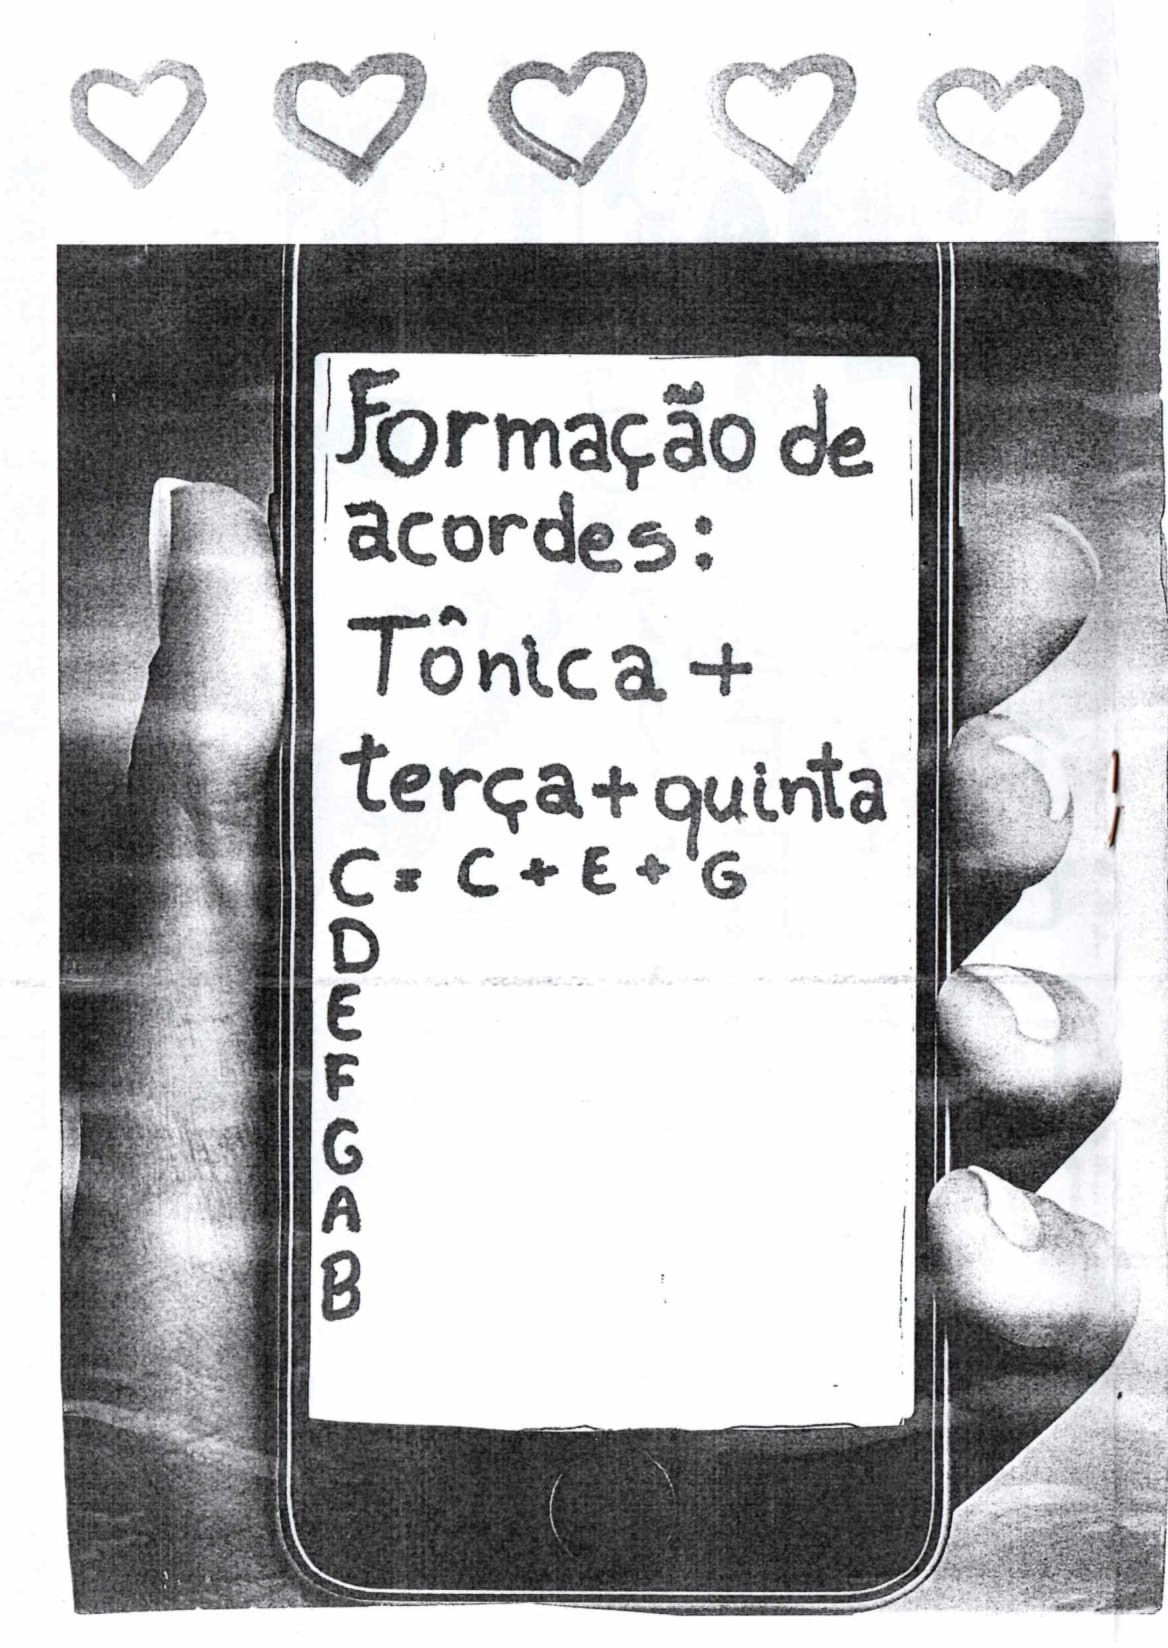 Formação de
acordes:
Tônica +
terça + quinta
C = C + E + G
D
E
F
G
A
B